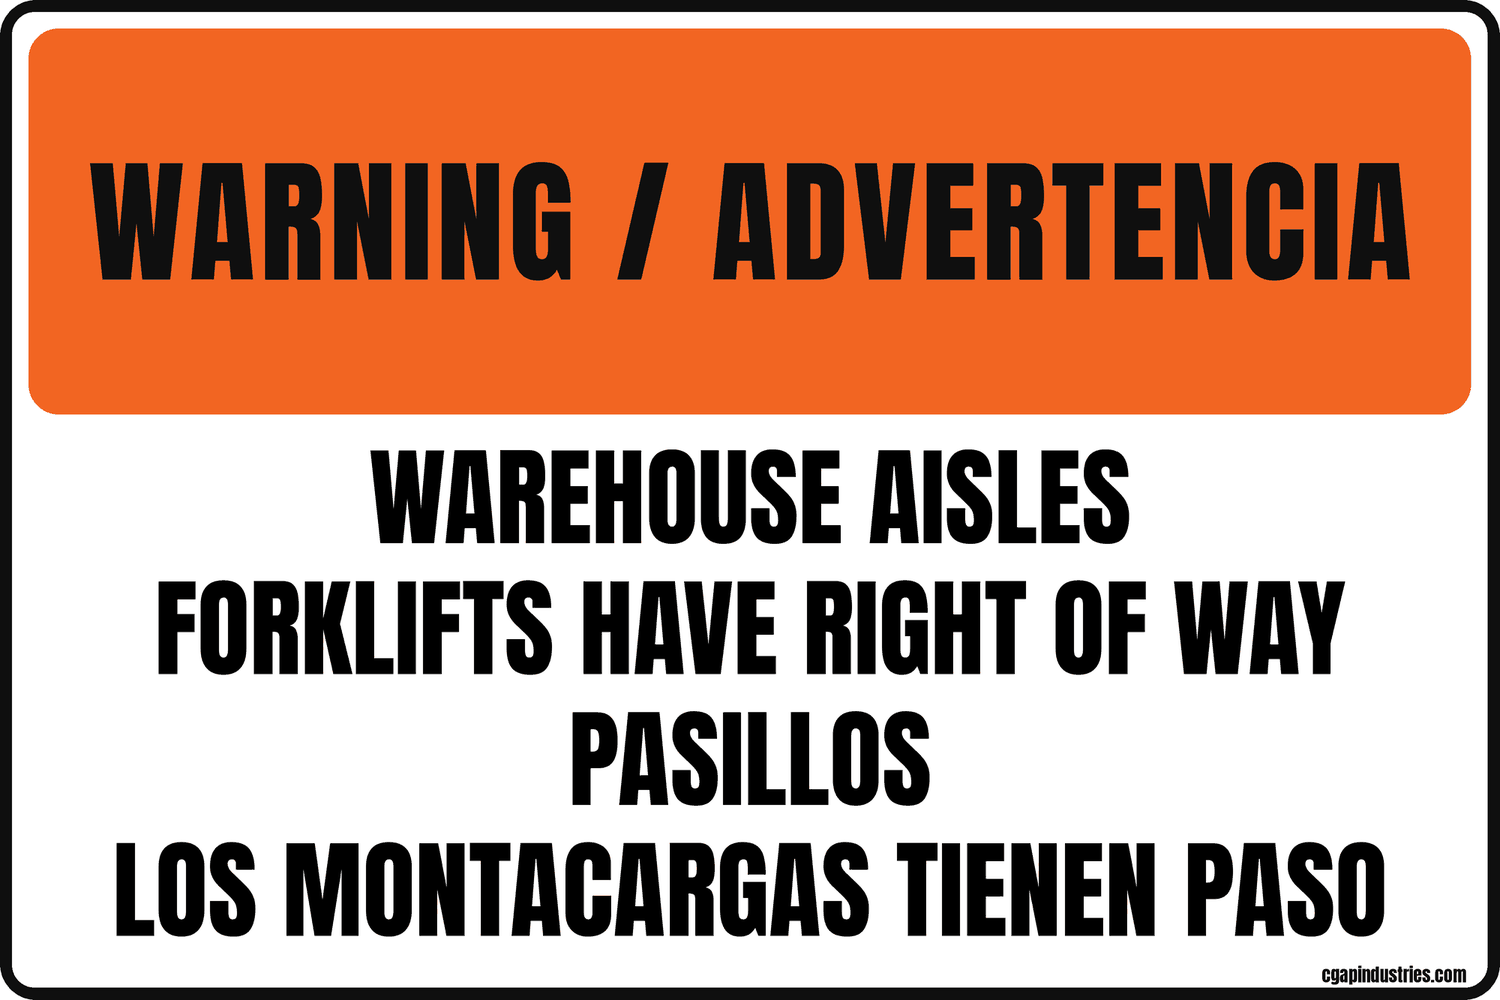 WARNING / ADVERTENCIA
WAREHOUSE AISLES
FORKLIFTS HAVE RIGHT OF WAY
PASILLOS
LOS MONTACARGAS TIENEN PASO
cgapindustries.com